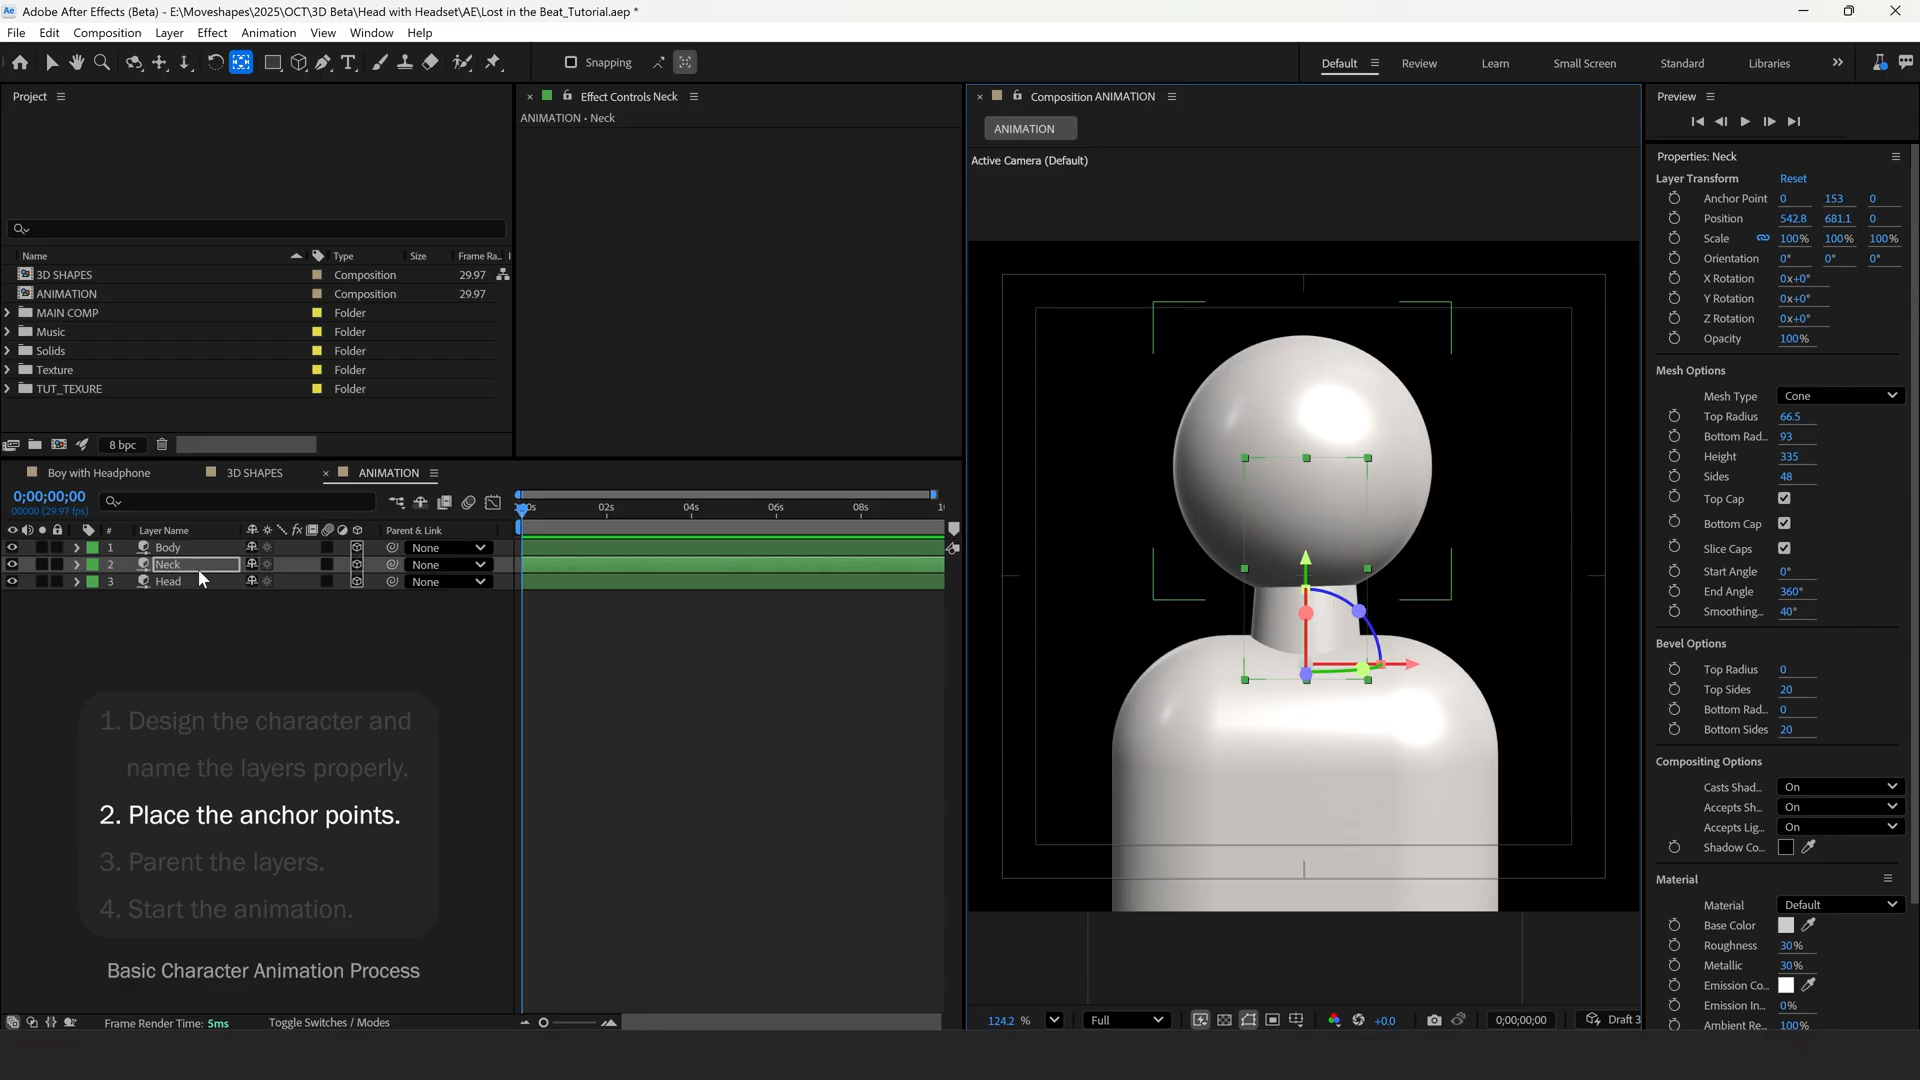 Adobe After Effects (Beta) - E:\Moveshapes\2025\OCT\3D Beta\Head with Headset\AE\Lost in the Beat_Tutorial.aep *
File Edit Composition Layer Effect Animation View Window Help
Snapping
Default Review Learn Small Screen Standard Libraries
Project
Effect Controls Neck
ANIMATION • Neck
Composition ANIMATION
ANIMATION
Active Camera (Default)
Name Type Size Frame Ra..
3D SHAPES Composition 29.97
ANIMATION Composition 29.97
MAIN COMP Folder
Music Folder
Solids Folder
Texture Folder
TUT_TEXURE Folder
8 bpc
Boy with Headphone 3D SHAPES ANIMATION
0;00;00;00
00000 (29.97 fps)
02s 04s 06s 08s
# Layer Name Parent & Link
1 Body None
2 Neck None
3 Head None
1. Design the character and
name the layers properly.
2. Place the anchor points.
3. Parent the layers.
4. Start the animation.
Basic Character Animation Process
Frame Render Time: 5ms Toggle Switches / Modes
124.2 % Full +0.0 0;00;00;00 Draft 3
Preview
Properties: Neck
Layer Transform Reset
Anchor Point 0 153 0
Position 542.8 681.1 0
Scale 100% 100% 100%
Orientation 0° 0° 0°
X Rotation 0x+0°
Y Rotation 0x+0°
Z Rotation 0x+0°
Opacity 100%
Mesh Options
Mesh Type Cone
Top Radius 66.5
Bottom Rad... 93
Height 335
Sides 48
Top Cap
Bottom Cap
Slice Caps
Start Angle 0°
End Angle 360°
Smoothing... 40°
Bevel Options
Top Radius 0
Top Sides 20
Bottom Rad... 0
Bottom Sides 20
Compositing Options
Casts Shad... On
Accepts Sh... On
Accepts Lig... On
Shadow Co...
Material
Material Default
Base Color
Roughness 30%
Metallic 30%
Emission Co...
Emission In... 0%
Ambient Re... 100%